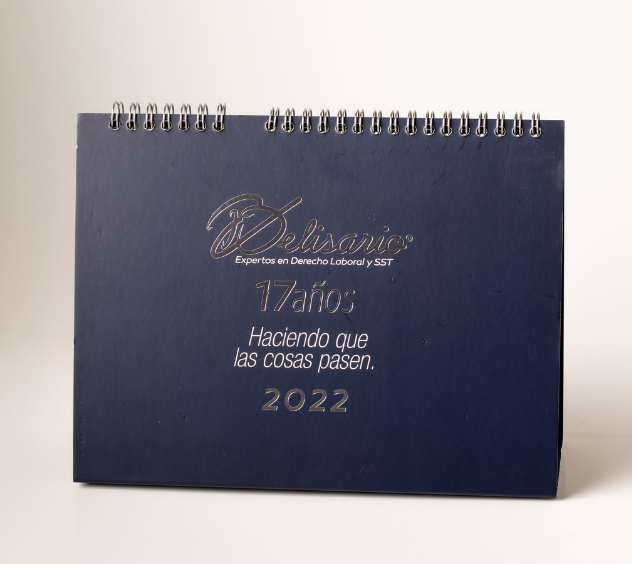 Belisario®
Expertos en Derecho Laboral y SST
17años
Haciendo que
las cosas pasen.
2022